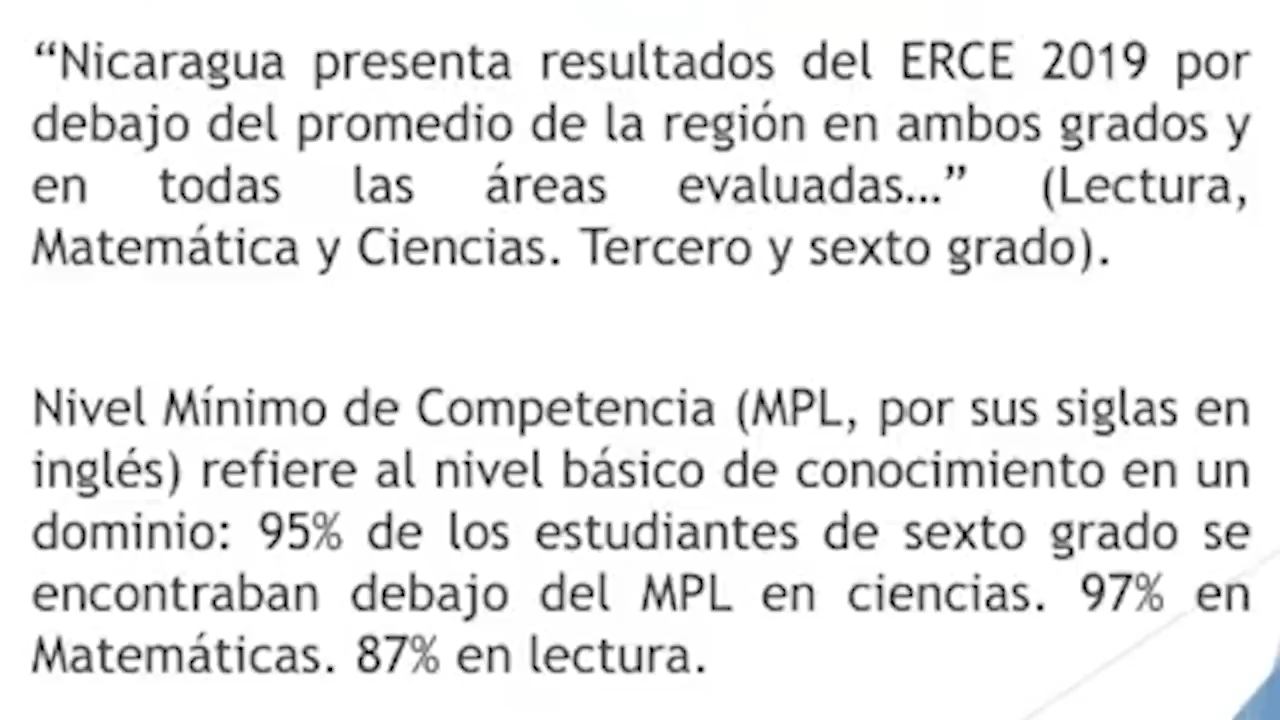 “Nicaragua presenta resultados del ERCE 2019 por
debajo del promedio de la región en ambos grados y
en todas las áreas evaluadas...” (Lectura,
Matemática y Ciencias. Tercero y sexto grado).
Nivel Mínimo de Competencia (MPL, por sus siglas en
inglés) refiere al nivel básico de conocimiento en un
dominio: 95% de los estudiantes de sexto grado se
encontraban debajo del MPL en ciencias. 97% en
Matemáticas. 87% en lectura.